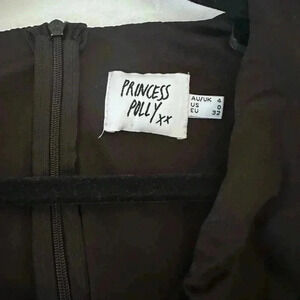 PRINCESS
POLLY xx
AU/UK 4
US 0
EU 32